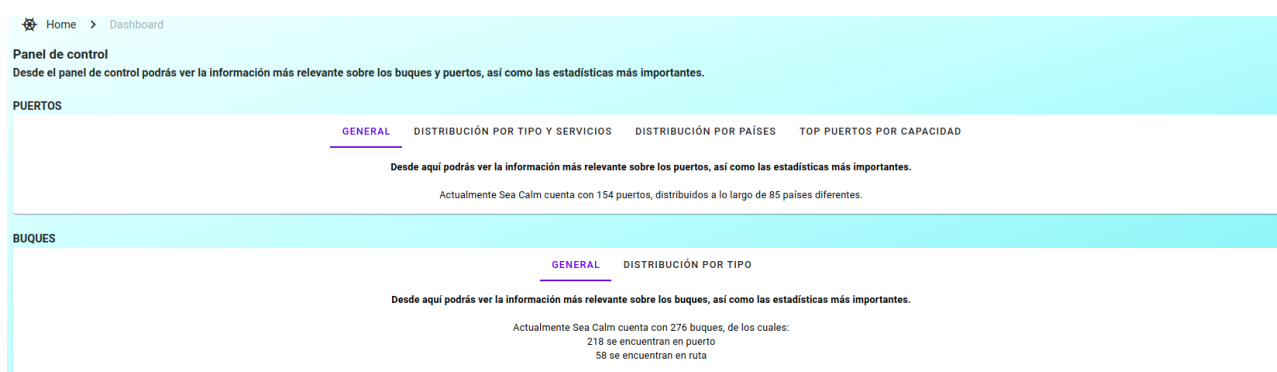 Home > Dashboard
Panel de control
Desde el panel de control podrás ver la información más relevante sobre los buques y puertos, así como las estadísticas más importantes.
PUERTOS
GENERAL DISTRIBUCIÓN POR TIPO Y SERVICIOS DISTRIBUCIÓN POR PAÍSES TOP PUERTOS POR CAPACIDAD
Desde aquí podrás ver la información más relevante sobre los puertos, así como las estadísticas más importantes.
Actualmente Sea Calm cuenta con 154 puertos, distribuidos a lo largo de 85 países diferentes.
BUQUES
GENERAL DISTRIBUCIÓN POR TIPO
Desde aquí podrás ver la información más relevante sobre los buques, así como las estadísticas más importantes.
Actualmente Sea Calm cuenta con 276 buques, de los cuales:
218 se encuentran en puerto
58 se encuentran en ruta